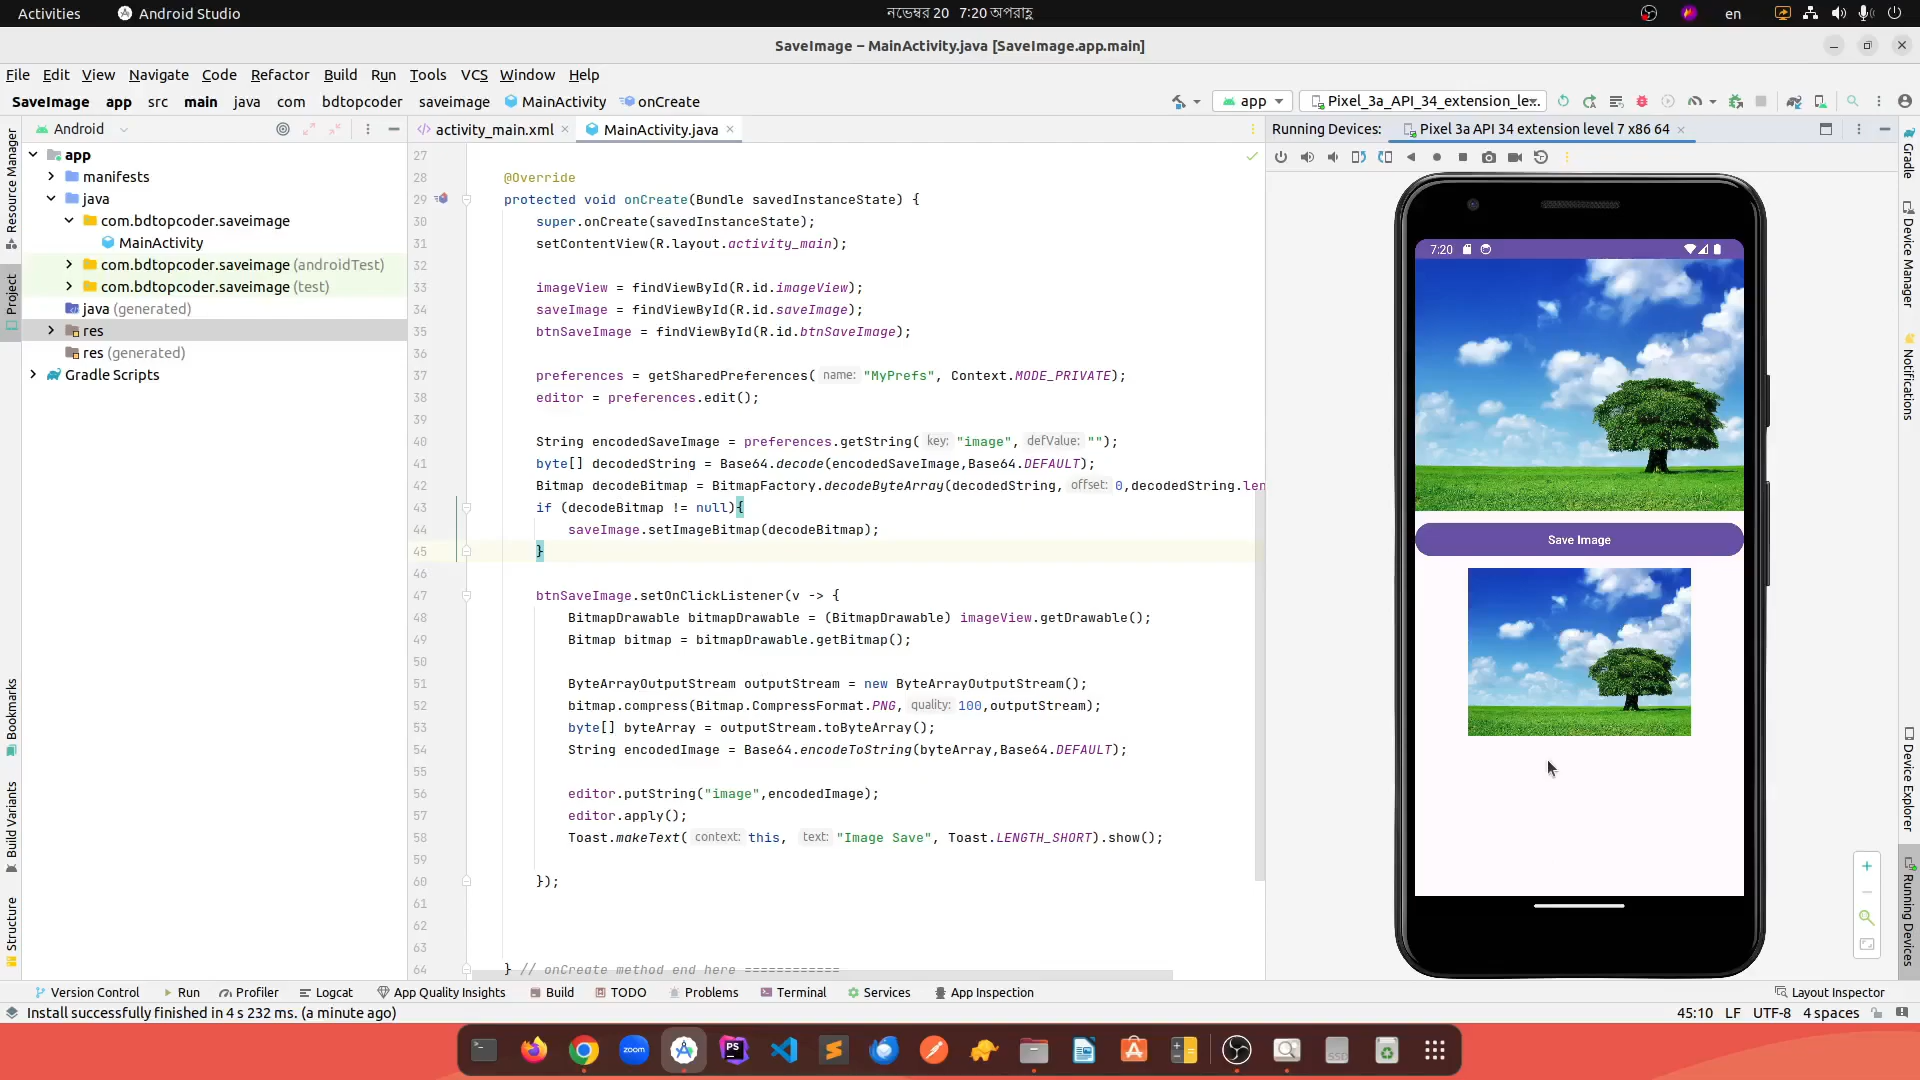 Activities
Android Studio
নভেম্বর 20 7:20 অপরাহ্ণ
en
SaveImage – MainActivity.java [SaveImage.app.main]
File Edit View Navigate Code Refactor Build Run Tools VCS Window Help
SaveImage app src main java com bdtopcoder saveimage MainActivity onCreate
app
Pixel_3a_API_34_extension_le..
Android
activity_main.xml
MainActivity.java
Running Devices:
Pixel 3a API 34 extension level 7 x86 64
Resource Manager
Project
Bookmarks
Build Variants
Structure
app
manifests
java
com.bdtopcoder.saveimage
MainActivity
com.bdtopcoder.saveimage (androidTest)
com.bdtopcoder.saveimage (test)
java (generated)
res
res (generated)
Gradle Scripts
27
28 @Override
29 protected void onCreate(Bundle savedInstanceState) {
30 super.onCreate(savedInstanceState);
31 setContentView(R.layout.activity_main);
32
33 imageView = findViewById(R.id.imageView);
34 saveImage = findViewById(R.id.saveImage);
35 btnSaveImage = findViewById(R.id.btnSaveImage);
36
37 preferences = getSharedPreferences( name: "MyPrefs", Context.MODE_PRIVATE);
38 editor = preferences.edit();
39
40 String encodedSaveImage = preferences.getString( key: "image", defValue: "");
41 byte[] decodedString = Base64.decode(encodedSaveImage,Base64.DEFAULT);
42 Bitmap decodeBitmap = BitmapFactory.decodeByteArray(decodedString, offset: 0,decodedString.len
43 if (decodeBitmap != null){
44 saveImage.setImageBitmap(decodeBitmap);
45 }
46
47 btnSaveImage.setOnClickListener(v -> {
48 BitmapDrawable bitmapDrawable = (BitmapDrawable) imageView.getDrawable();
49 Bitmap bitmap = bitmapDrawable.getBitmap();
50
51 ByteArrayOutputStream outputStream = new ByteArrayOutputStream();
52 bitmap.compress(Bitmap.CompressFormat.PNG, quality: 100,outputStream);
53 byte[] byteArray = outputStream.toByteArray();
54 String encodedImage = Base64.encodeToString(byteArray,Base64.DEFAULT);
55
56 editor.putString("image",encodedImage);
57 editor.apply();
58 Toast.makeText( context: this, text: "Image Save", Toast.LENGTH_SHORT).show();
59
60 });
61
62
63
64 } // onCreate method end here ============
7:20
Save Image
Gradle
Device Manager
Notifications
Device Explorer
Running Devices
Version Control Run Profiler Logcat App Quality Insights Build TODO Problems Terminal Services App Inspection
Layout Inspector
Install successfully finished in 4 s 232 ms. (a minute ago)
45:10 LF UTF-8 4 spaces
zoom
PS
SSD